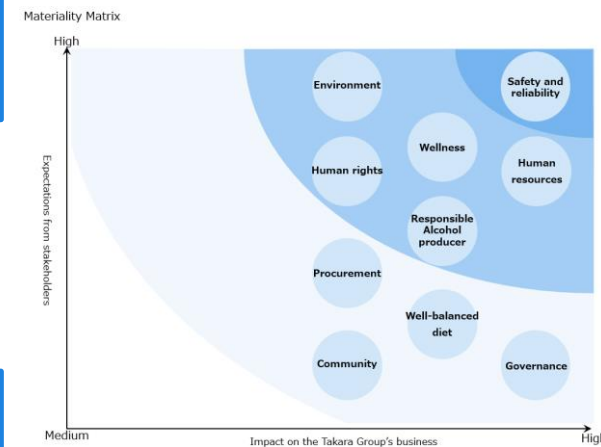 Materiality Matrix
High
Expectations from stakeholders
Environment
Safety and
reliability
Wellness
Human rights
Human
resources
Responsible
Alcohol
producer
Procurement
Well-balanced
diet
Community
Governance
Medium
Impact on the Takara Group's business
High